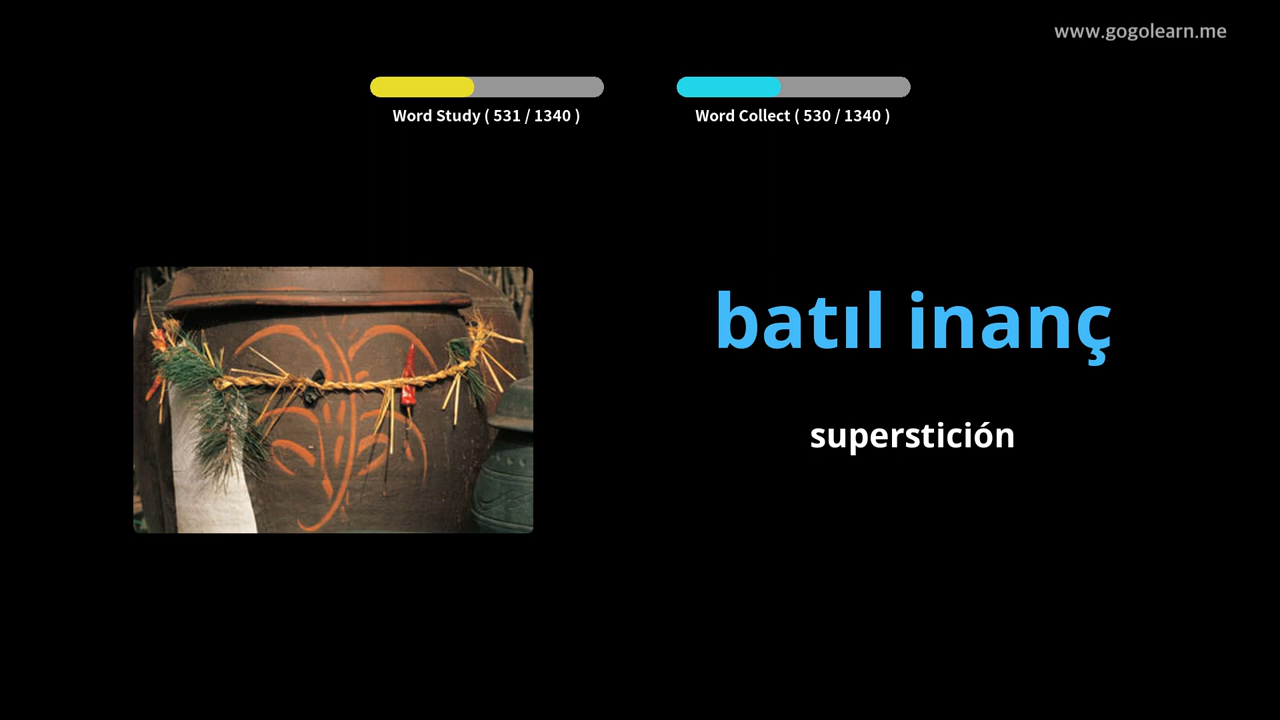 www.gogolearn.me
Word Study ( 531 / 1340 )
Word Collect ( 530 / 1340 )
batıl inanç
superstición